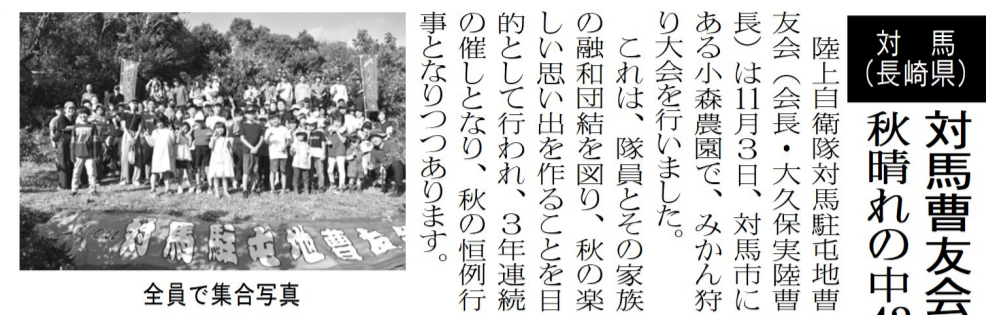 対馬
（長崎県）
対馬曹友会
秋晴れの中
陸上自衛隊対馬駐屯地曹
友会（会長・大久保実陸曹
長）は11月3日、対馬市に
ある小森農園で、みかん狩
り大会を行いました。
これは、隊員とその家族
の融和団結を図り、秋の楽
しい思い出を作ることを目
的として行われ、3年連続
の催しとなり、秋の恒例行
事となりつつあります。
対馬駐屯地曹友
全員で集合写真